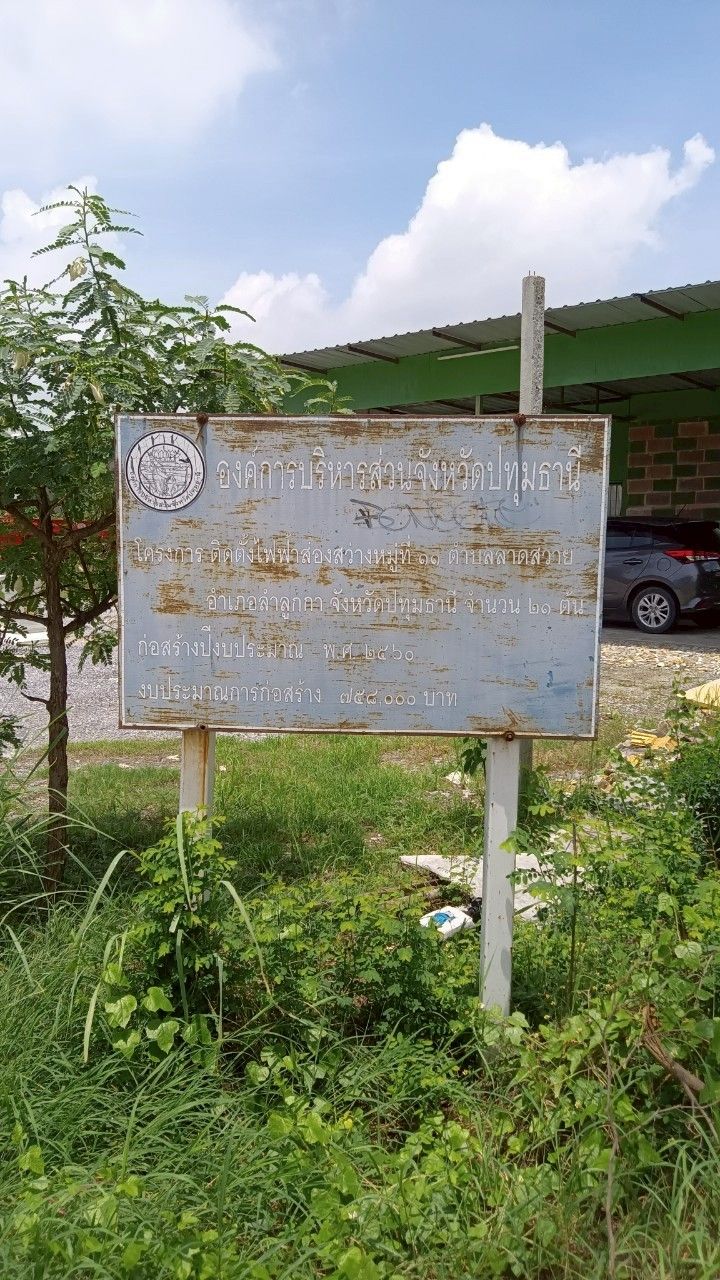 องค์การบริหารส่วนจังหวัดปทุมธานี
โครงการ ติดตั้งไฟฟ้าส่องสว่างหมู่ที่ ๑๑ ตำบลลาดสวาย
อำเภอลำลูกกา จังหวัดปทุมธานี จำนวน ๒๑ ต้น
ก่อสร้างปีงบประมาณ พ.ศ. ๒๕๖๐
งบประมาณการก่อสร้าง ๗๕๘,๐๐๐ บาท